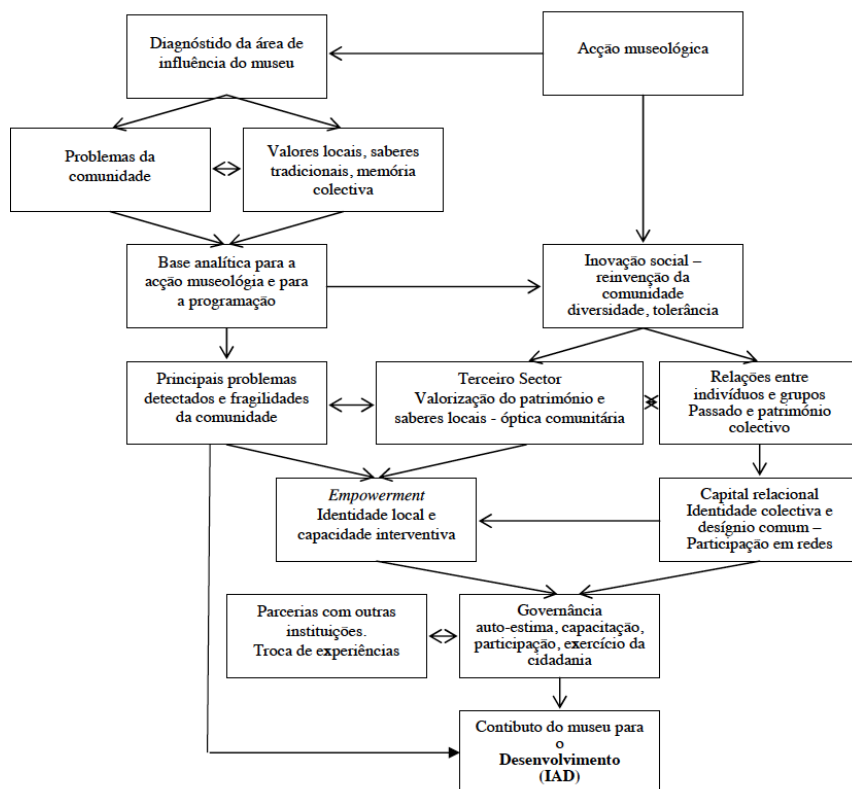 Diagnóstido da área de
influência do museu
Acção museológica
Problemas da
comunidade
Valores locais, saberes
tradicionais, memória
colectiva
Base analítica para a
acção museológia e para
a programação
Inovação social –
reinvenção da
comunidade
diversidade, tolerância
Principais problemas
detectados e fragilidades
da comunidade
Terceiro Sector
Valorização do património e
saberes locais - óptica comunitária
Relações entre
indivíduos e grupos
Passado e património
colectivo
Empowerment
Identidade local e
capacidade interventiva
Capital relacional
Identidade colectiva e
desígnio comum –
Participação em redes
Parcerias com outras
instituições.
Troca de experiências
Governância
auto-estima, capacitação,
participação, exercício da
cidadania
Contibuto do museu para
o
Desenvolvimento
(IAD)